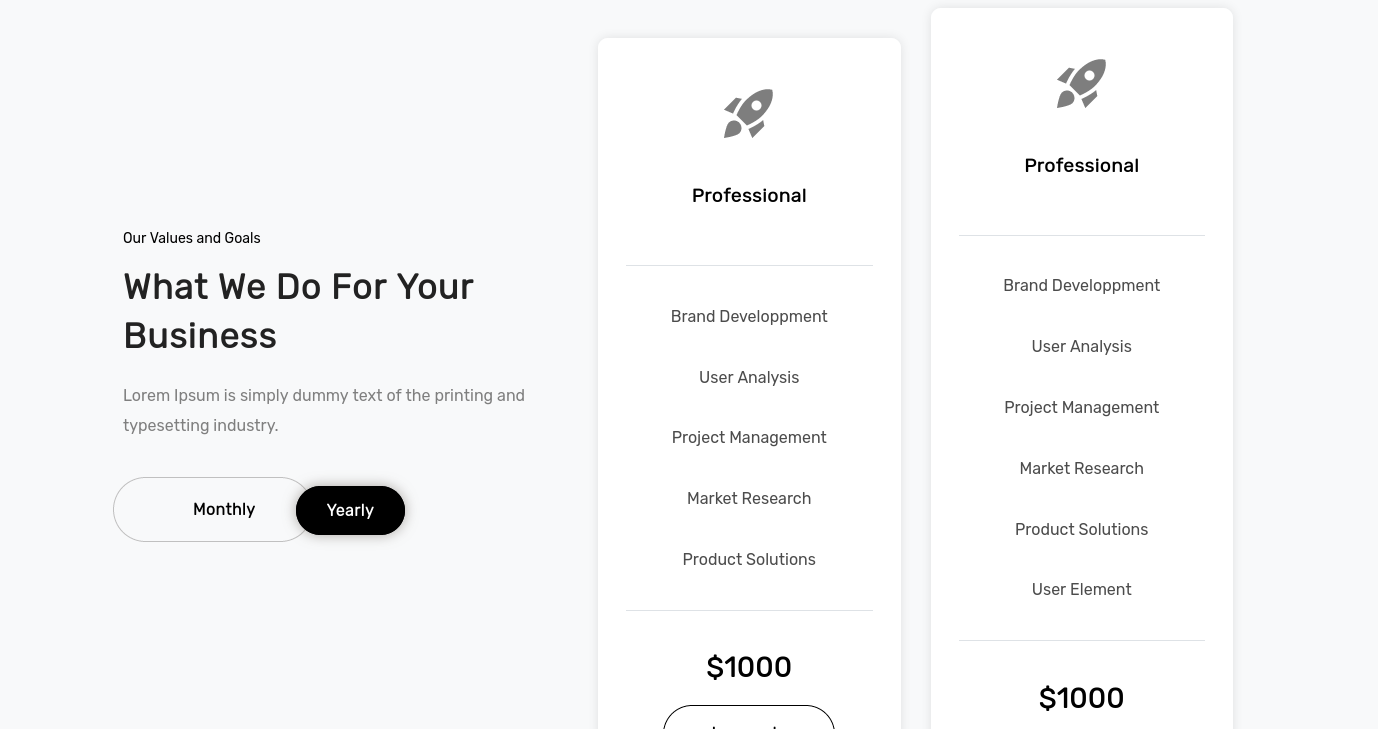 Our Values and Goals
What We Do For Your
Business
Lorem Ipsum is simply dummy text of the printing and
typesetting industry.
Monthly
Yearly
Professional
Brand Developpment
User Analysis
Project Management
Market Research
Product Solutions
$1000
Professional
Brand Developpment
User Analysis
Project Management
Market Research
Product Solutions
User Element
$1000